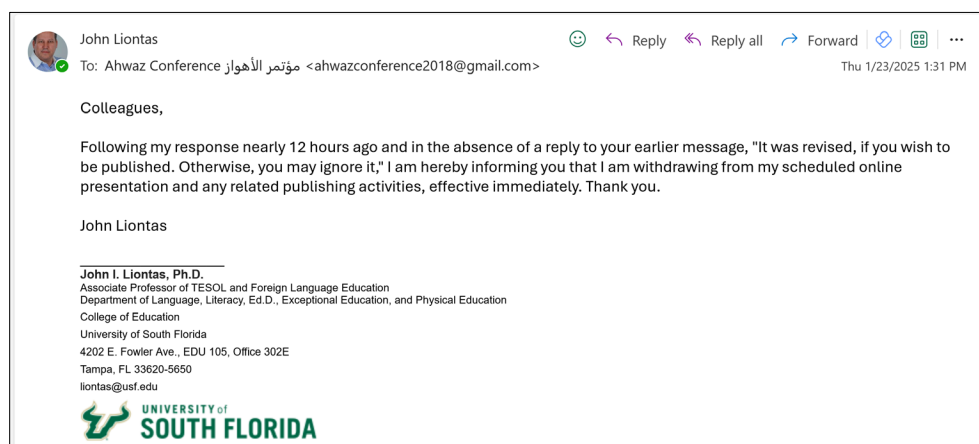 John Liontas
Reply Reply all Forward
To: Ahwaz Conference مؤتمر الأهواز <ahwazconference2018@gmail.com>
Thu 1/23/2025 1:31 PM
Colleagues,
Following my response nearly 12 hours ago and in the absence of a reply to your earlier message, "It was revised, if you wish to
be published. Otherwise, you may ignore it," I am hereby informing you that I am withdrawing from my scheduled online
presentation and any related publishing activities, effective immediately. Thank you.
John Liontas
John I. Liontas, Ph.D.
Associate Professor of TESOL and Foreign Language Education
Department of Language, Literacy, Ed.D., Exceptional Education, and Physical Education
College of Education
University of South Florida
4202 E. Fowler Ave., EDU 105, Office 302E
Tampa, FL 33620-5650
liontas@usf.edu
UNIVERSITY of
SOUTH FLORIDA